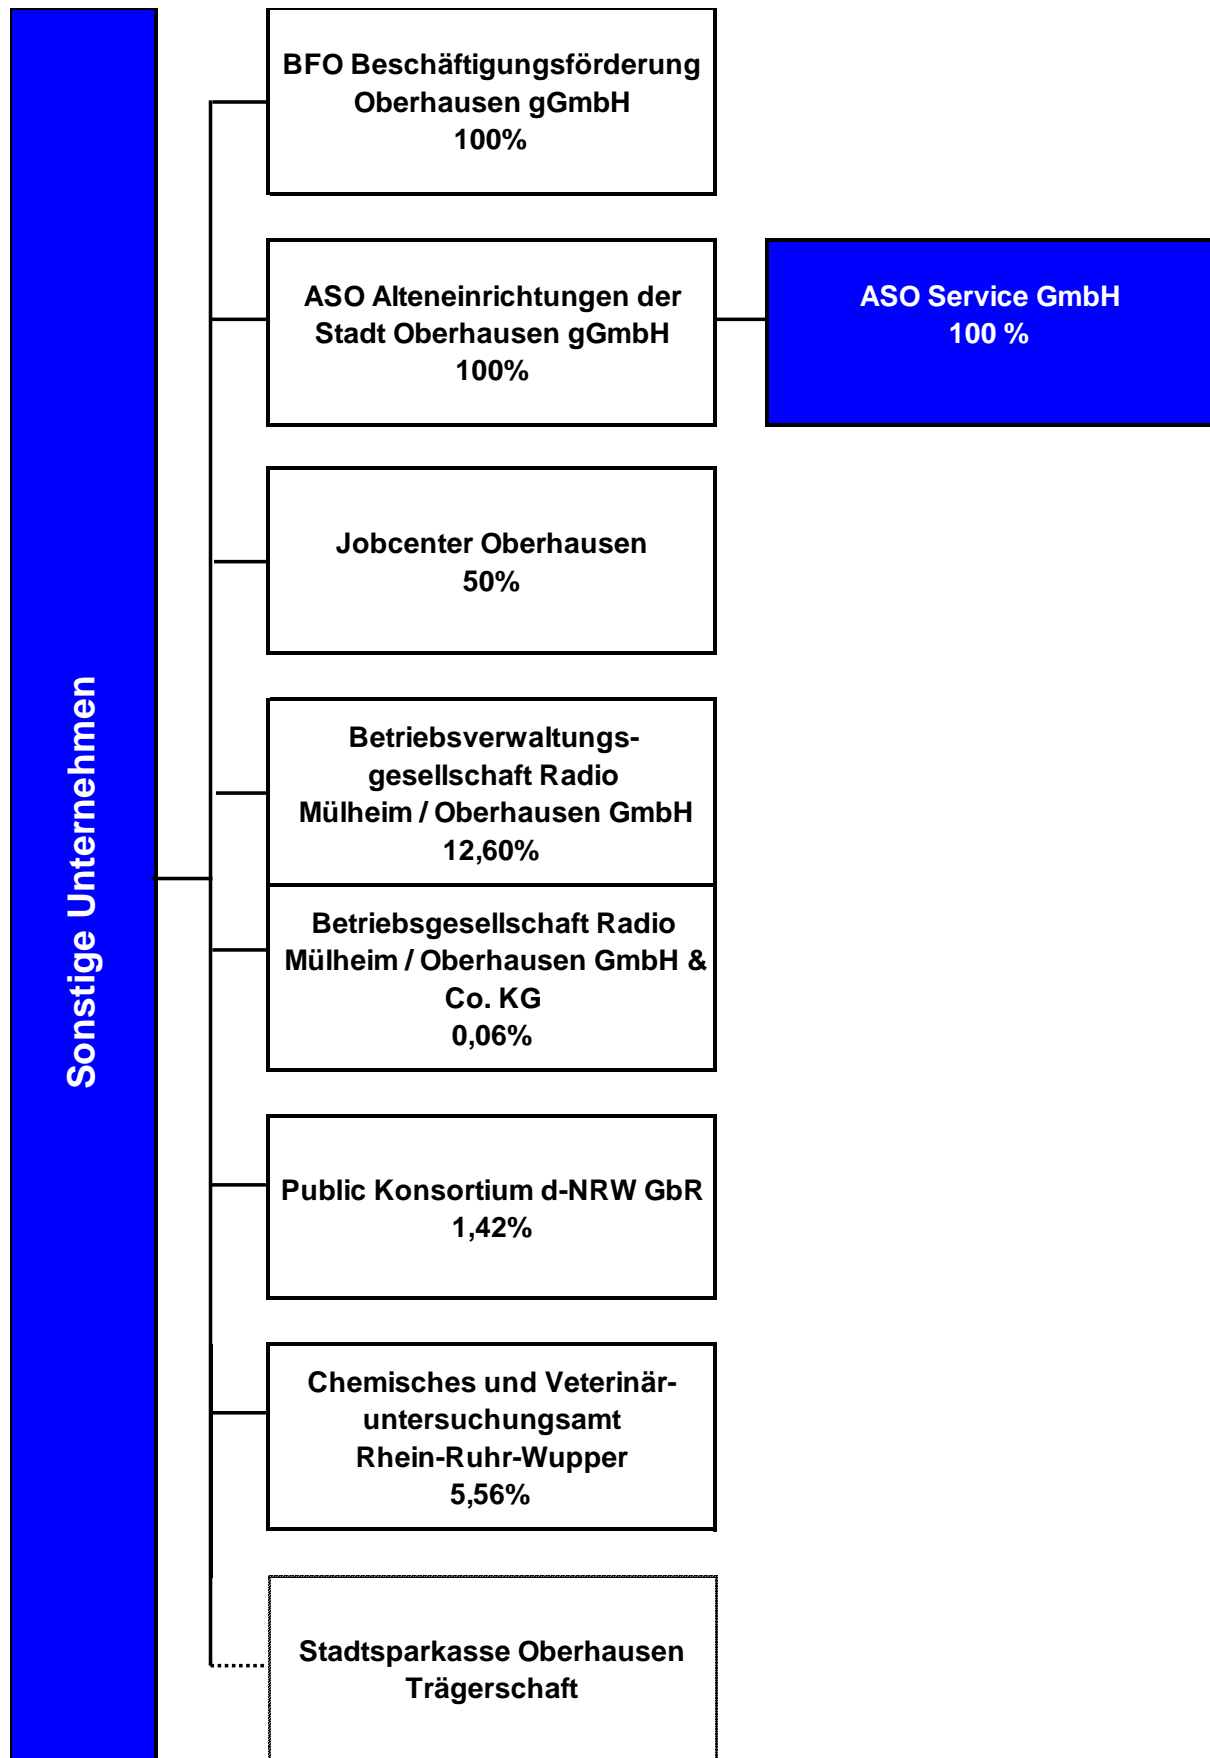 Sonstige Unternehmen
BFO Beschäftigungsförderung
Oberhausen gGmbH
100%
ASO Alteneinrichtungen der
Stadt Oberhausen gGmbH
100%
ASO Service GmbH
100 %
Jobcenter Oberhausen
50%
Betriebsverwaltungs-
gesellschaft Radio
Mülheim / Oberhausen GmbH
12,60%
Betriebsgesellschaft Radio
Mülheim / Oberhausen GmbH &
Co. KG
0,06%
Public Konsortium d-NRW GbR
1,42%
Chemisches und Veterinär-
untersuchungsamt
Rhein-Ruhr-Wupper
5,56%
Stadtsparkasse Oberhausen
Trägerschaft